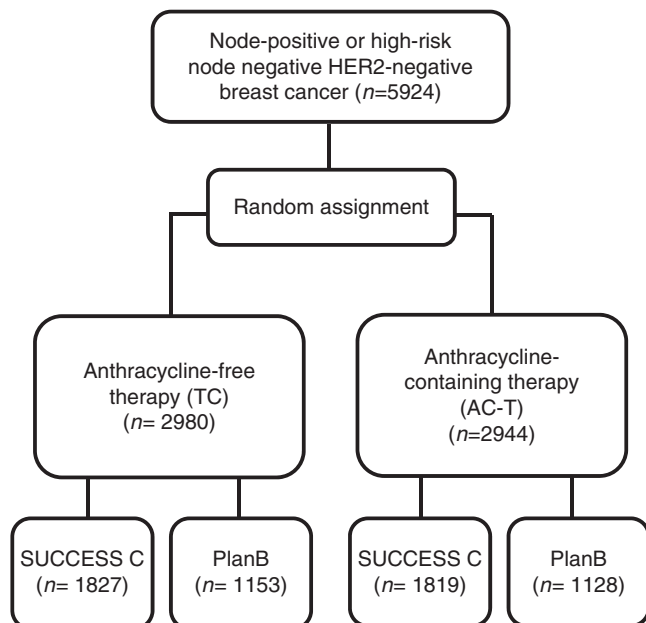 Node-positive or high-risk
node negative HER2-negative
breast cancer (n=5924)
Random assignment
Anthracycline-free
therapy (TC)
(n= 2980)
Anthracycline-
containing therapy
(AC-T)
(n=2944)
SUCCESS C
(n= 1827)
PlanB
(n= 1153)
SUCCESS C
(n= 1819)
PlanB
(n= 1128)